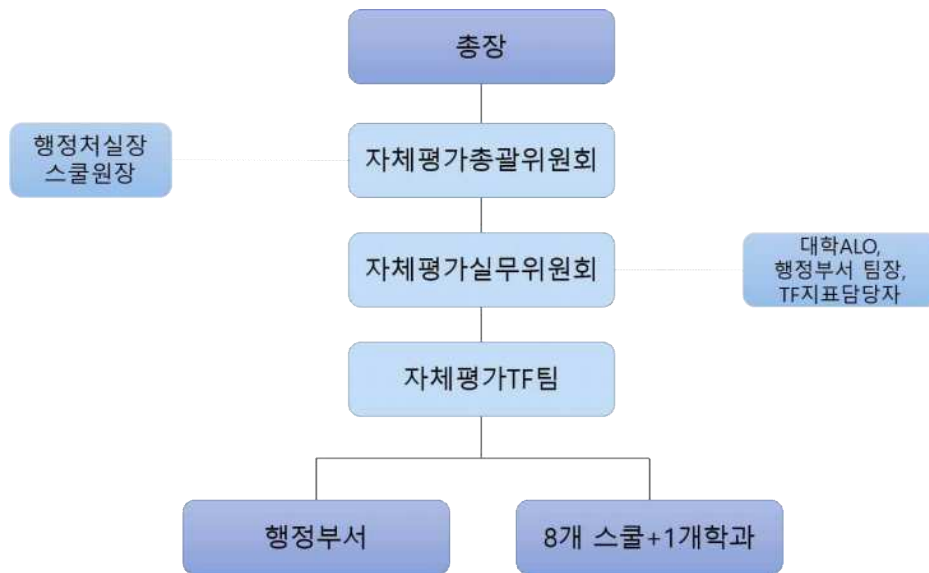 총장
행정처실장
스쿨원장
자체평가총괄위원회
자체평가실무위원회
대학ALO,
행정부서 팀장,
TF지표담당자
자체평가TF팀
행정부서
8개 스쿨+1개학과